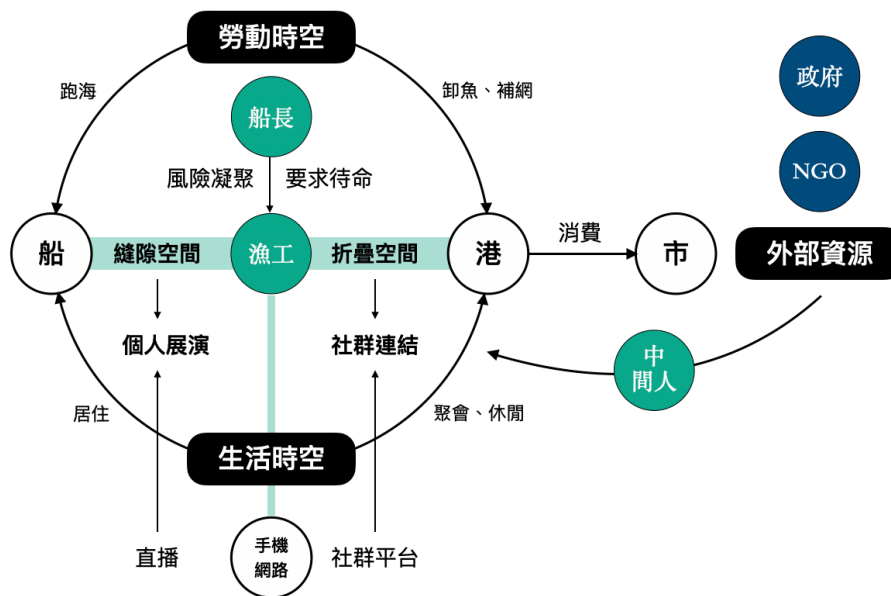 勞動時空
政府
跑海
卸魚、補網
船長
NGO
風險凝聚
要求待命
船
縫隙空間
漁工
折疊空間
港
消費
市
外部資源
個人展演
社群連結
中
間人
居住
聚會、休閒
生活時空
直播
手機
網路
社群平台